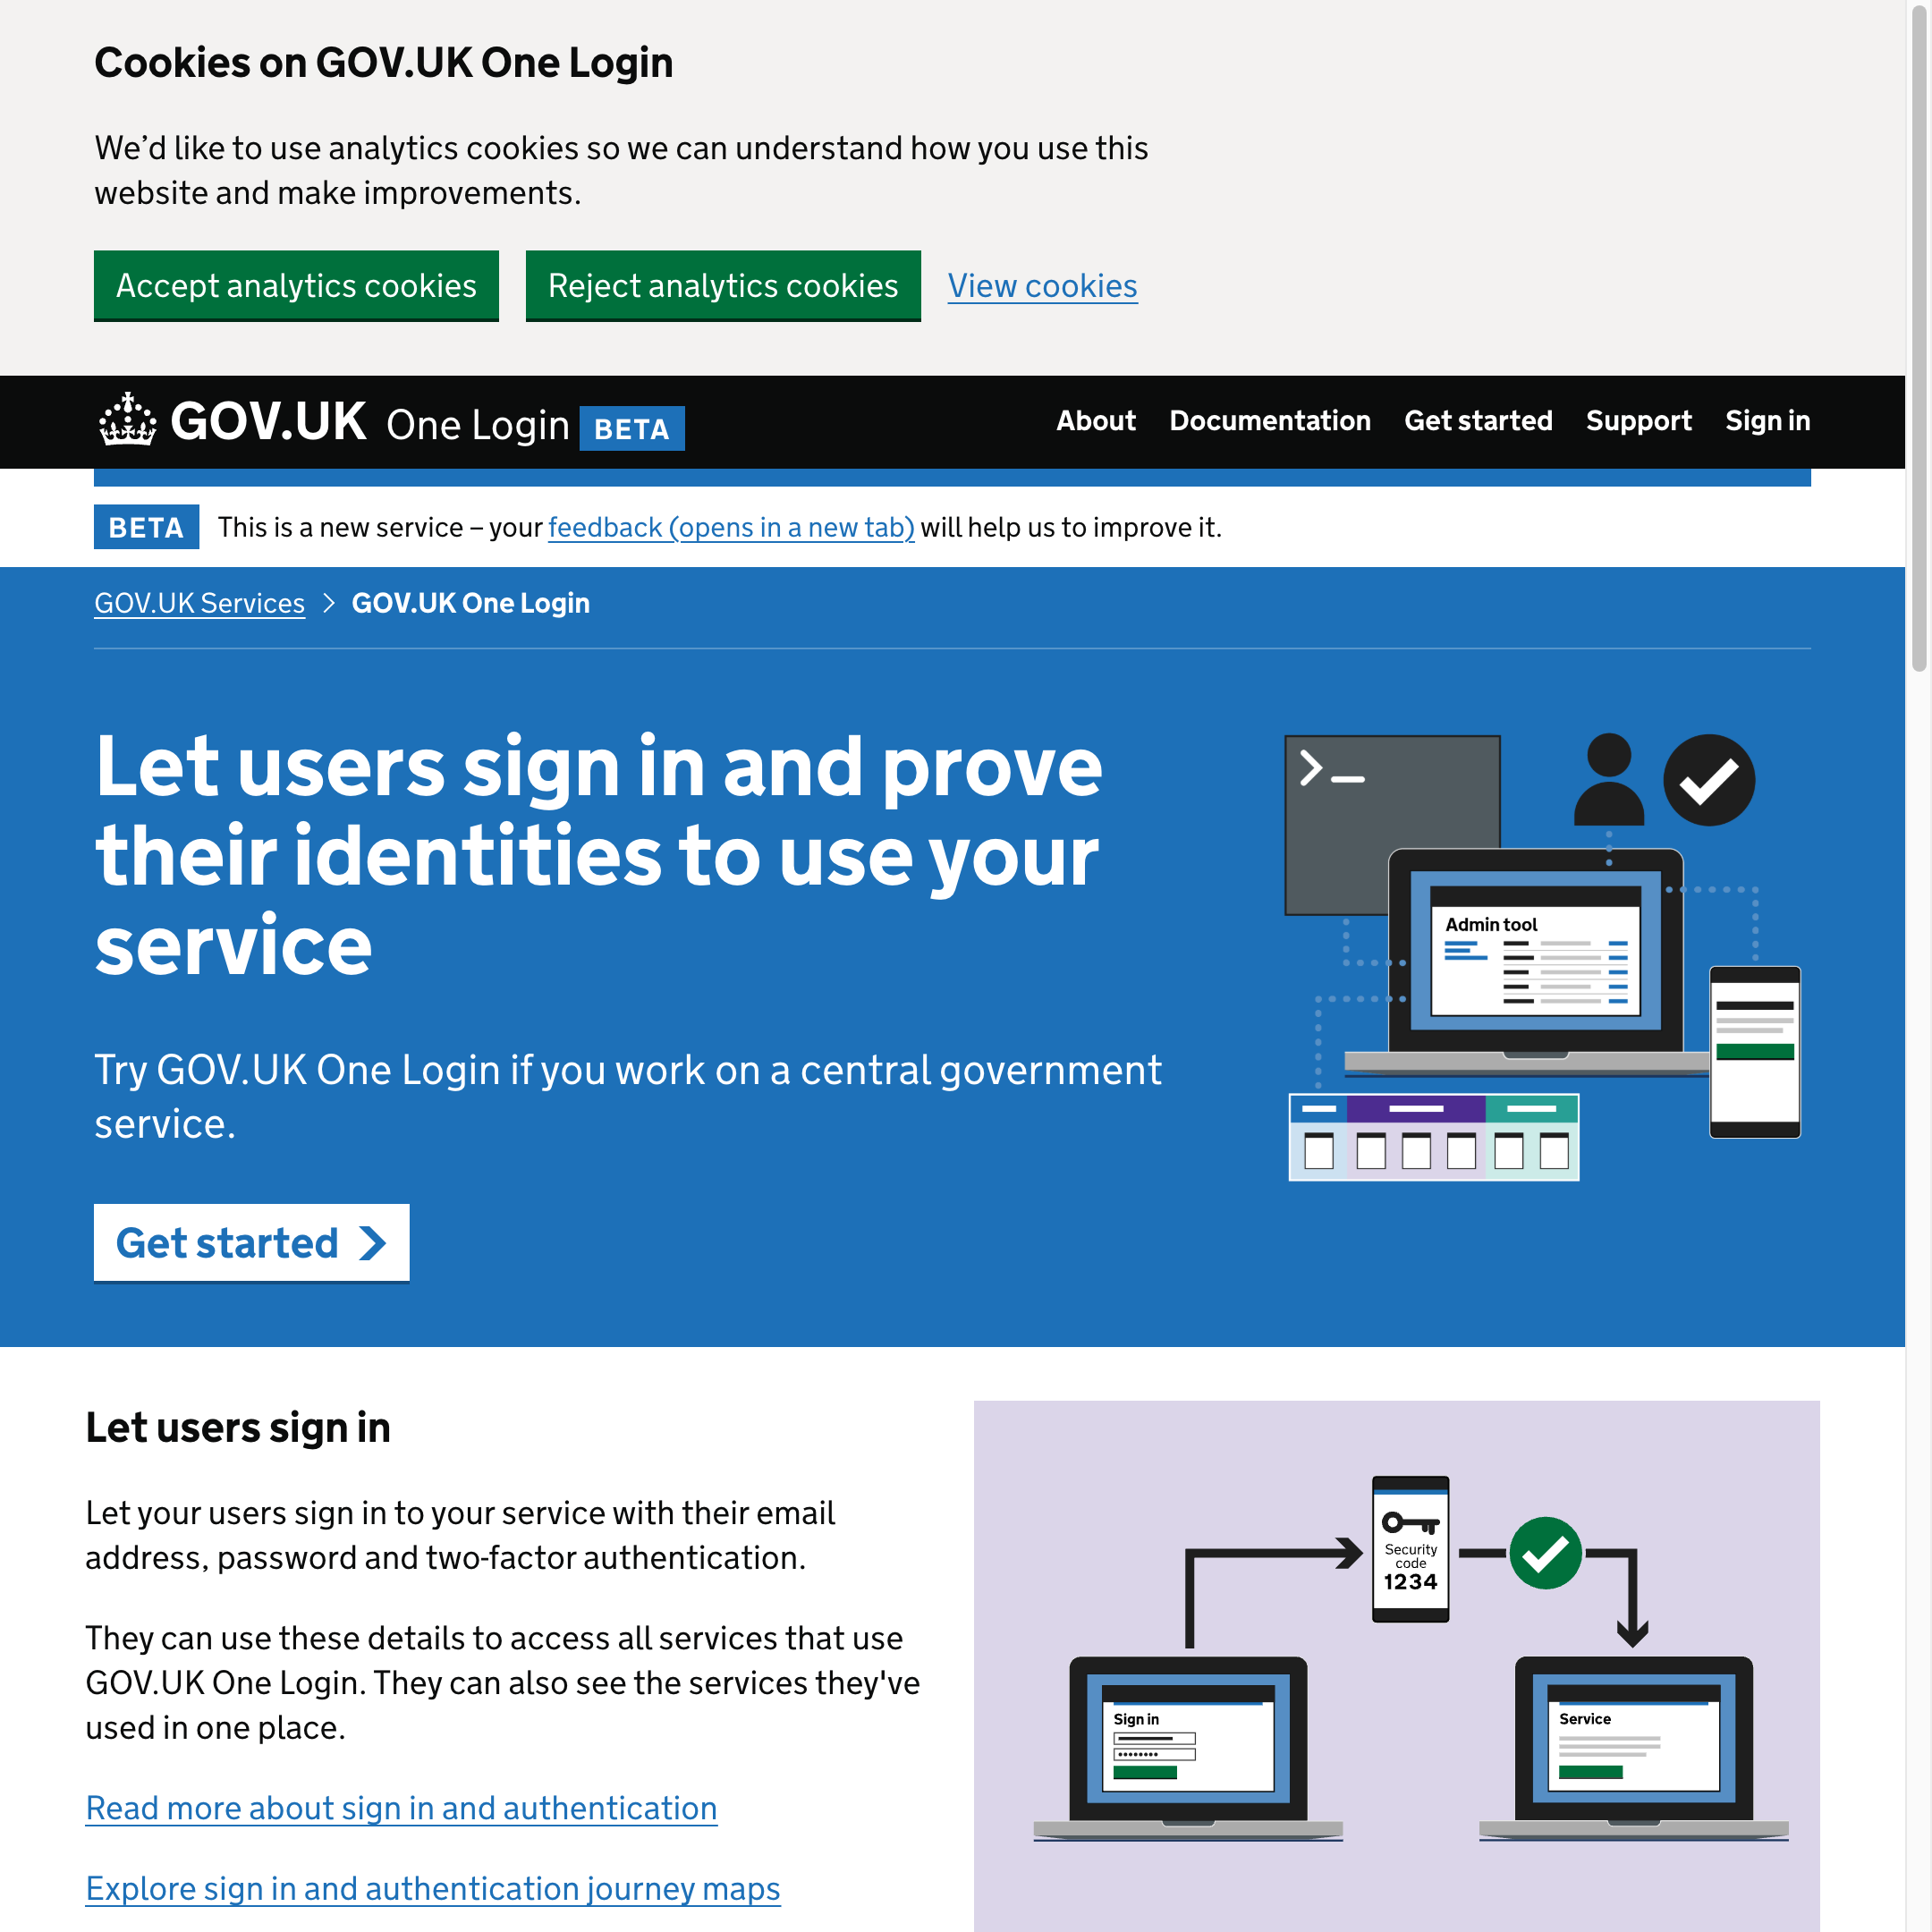 Cookies on GOV.UK One Login
We’d like to use analytics cookies so we can understand how you use this
website and make improvements.
Accept analytics cookies
Reject analytics cookies
View cookies
GOV.UK One Login BETA
About
Documentation
Get started
Support
Sign in
BETA This is a new service – your feedback (opens in a new tab) will help us to improve it.
GOV.UK Services
GOV.UK One Login
Let users sign in and prove
their identities to use your
service
Try GOV.UK One Login if you work on a central government
service.
Get started
Admin tool
Let users sign in
Let your users sign in to your service with their email
address, password and two-factor authentication.
They can use these details to access all services that use
GOV.UK One Login. They can also see the services they've
used in one place.
Read more about sign in and authentication
Explore sign in and authentication journey maps
Security
code
1234
Sign in
Service